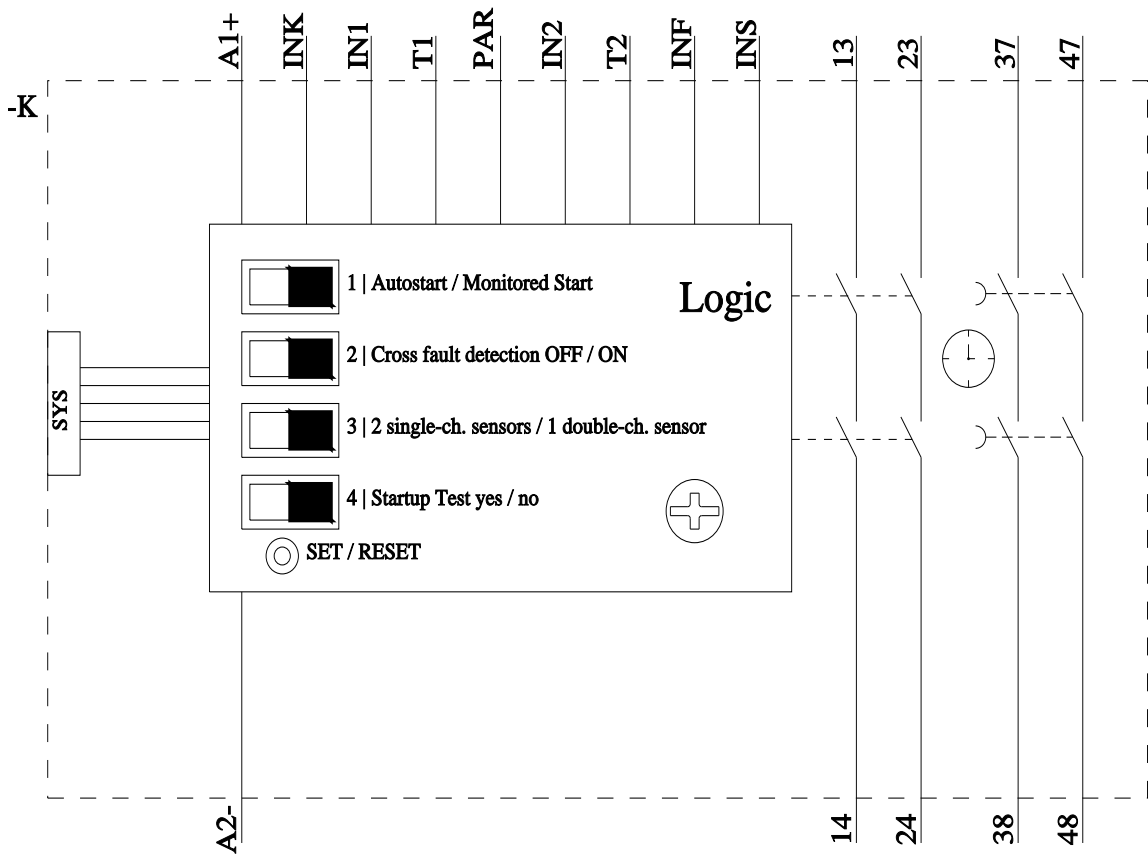 A1+
INK
IN1
T1
PAR
IN2
T2
INF
INS
13
23
37
47
-K
1 | Autostart / Monitored Start
Logic
2 | Cross fault detection OFF / ON
SYS
3 | 2 single-ch. sensors / 1 double-ch. sensor
4 | Startup Test yes / no
SET / RESET
A2-
14
24
38
48